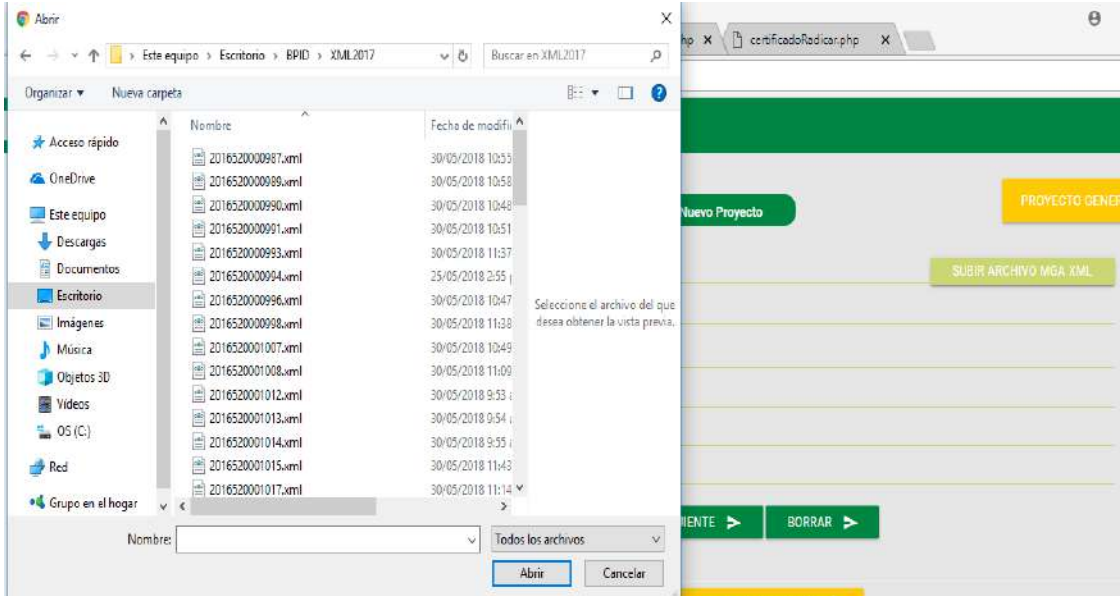 Abrir
Este equipo > Escritorio > BPID > XML2017
Buscar en XML2017
Organizar
Nueva carpeta
Nombre
Fecha de modifi
Acceso rápido
OneDrive
Este equipo
Descargas
Documentos
Escritorio
Imágenes
Música
Objetos 3D
Vídeos
OS (C:)
Red
Grupo en el hogar
2016520000987.xml 30/05/2018 10:55
2016520000989.xml 30/05/2018 10:58
2016520000990.xml 30/05/2018 10:48
2016520000991.xml 30/05/2018 10:51
2016520000993.xml 30/05/2018 11:37
2016520000994.xml 25/05/2018 2:55
2016520000996.xml 30/05/2018 10:47
2016520000998.xml 30/05/2018 11:38
2016520001007.xml 30/05/2018 10:49
2016520001008.xml 30/05/2018 11:09
2016520001012.xml 30/05/2018 9:53
2016520001013.xml 30/05/2018 9:54
2016520001014.xml 30/05/2018 9:55
2016520001015.xml 30/05/2018 11:43
2016520001017.xml 30/05/2018 11:14
Seleccione el archivo del que
desea obtener la vista previa.
Nombre:
Todos los archivos
Abrir
Cancelar
hp
certificadoRadicar.php
Nuevo Proyecto
PROYECTO GENER
SUBIR ARCHIVO MGA XML
IENTE
BORRAR